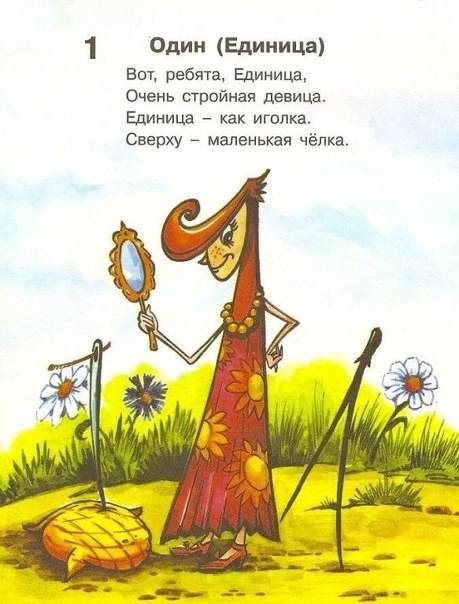 1 Один (Единица)
Вот, ребята, Единица,
Очень стройная девица.
Единица – как иголка.
Сверху – маленькая чёлка.